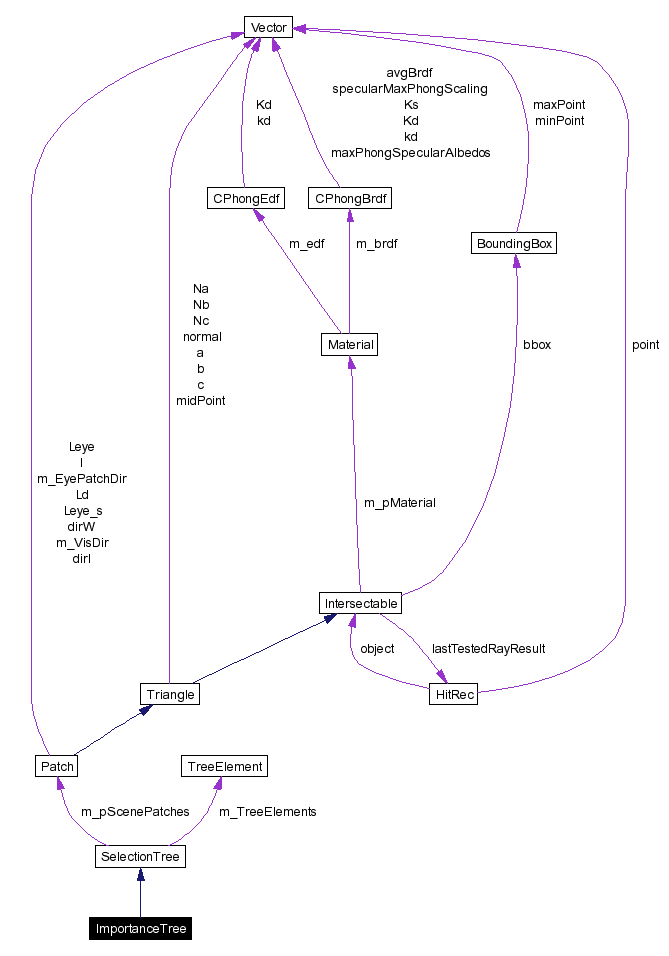 Vector
avgBrdf
specularMaxPhongScaling
Ks
Kd
kd
maxPhongSpecularAlbedos
Kd
kd
maxPoint
minPoint
CPhongEdf
CPhongBrdf
BoundingBox
m_edf
m_brdf
Na
Nb
Nc
normal
a
b
c
midPoint
Material
bbox
point
Leye
l
m_EyePatchDir
Ld
Leye_s
dirW
m_VisDir
dirl
m_pMaterial
Intersectable
object
lastTestedRayResult
Triangle
HitRec
Patch
TreeElement
m_pScenePatches
m_TreeElements
SelectionTree
ImportanceTree